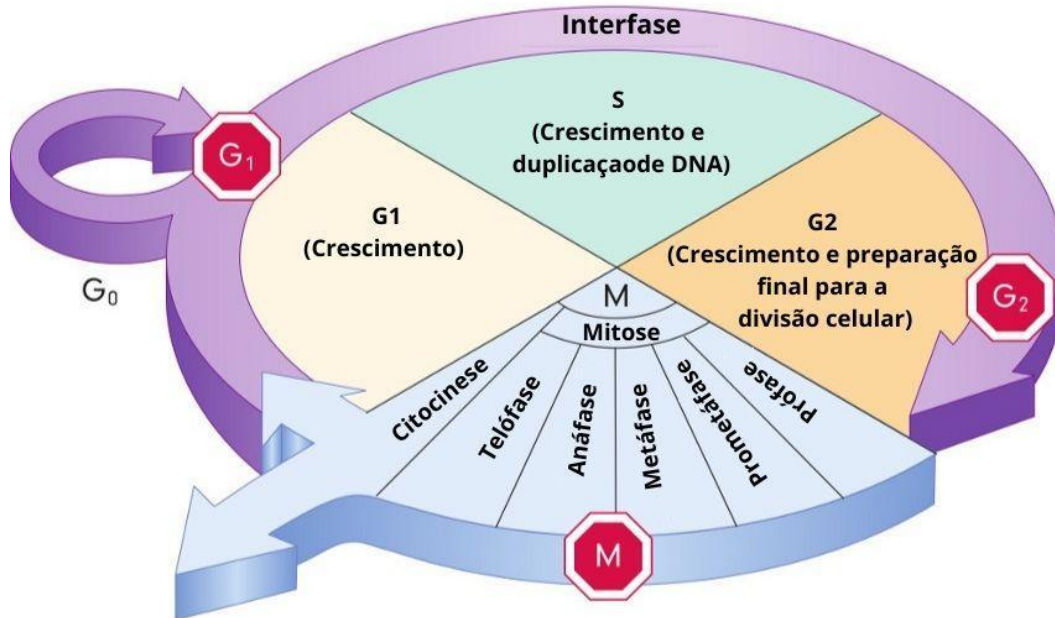 Interfase
S
(Crescimento e
duplicaçaode DNA)
G₁
G1
(Crescimento)
G2
(Crescimento e preparação
final para a
divisão celular)
G₀
G₂
M
Mitose
Citocinese
Telófase
Anáfase
Metáfase
Prometáfase
Prófase
M